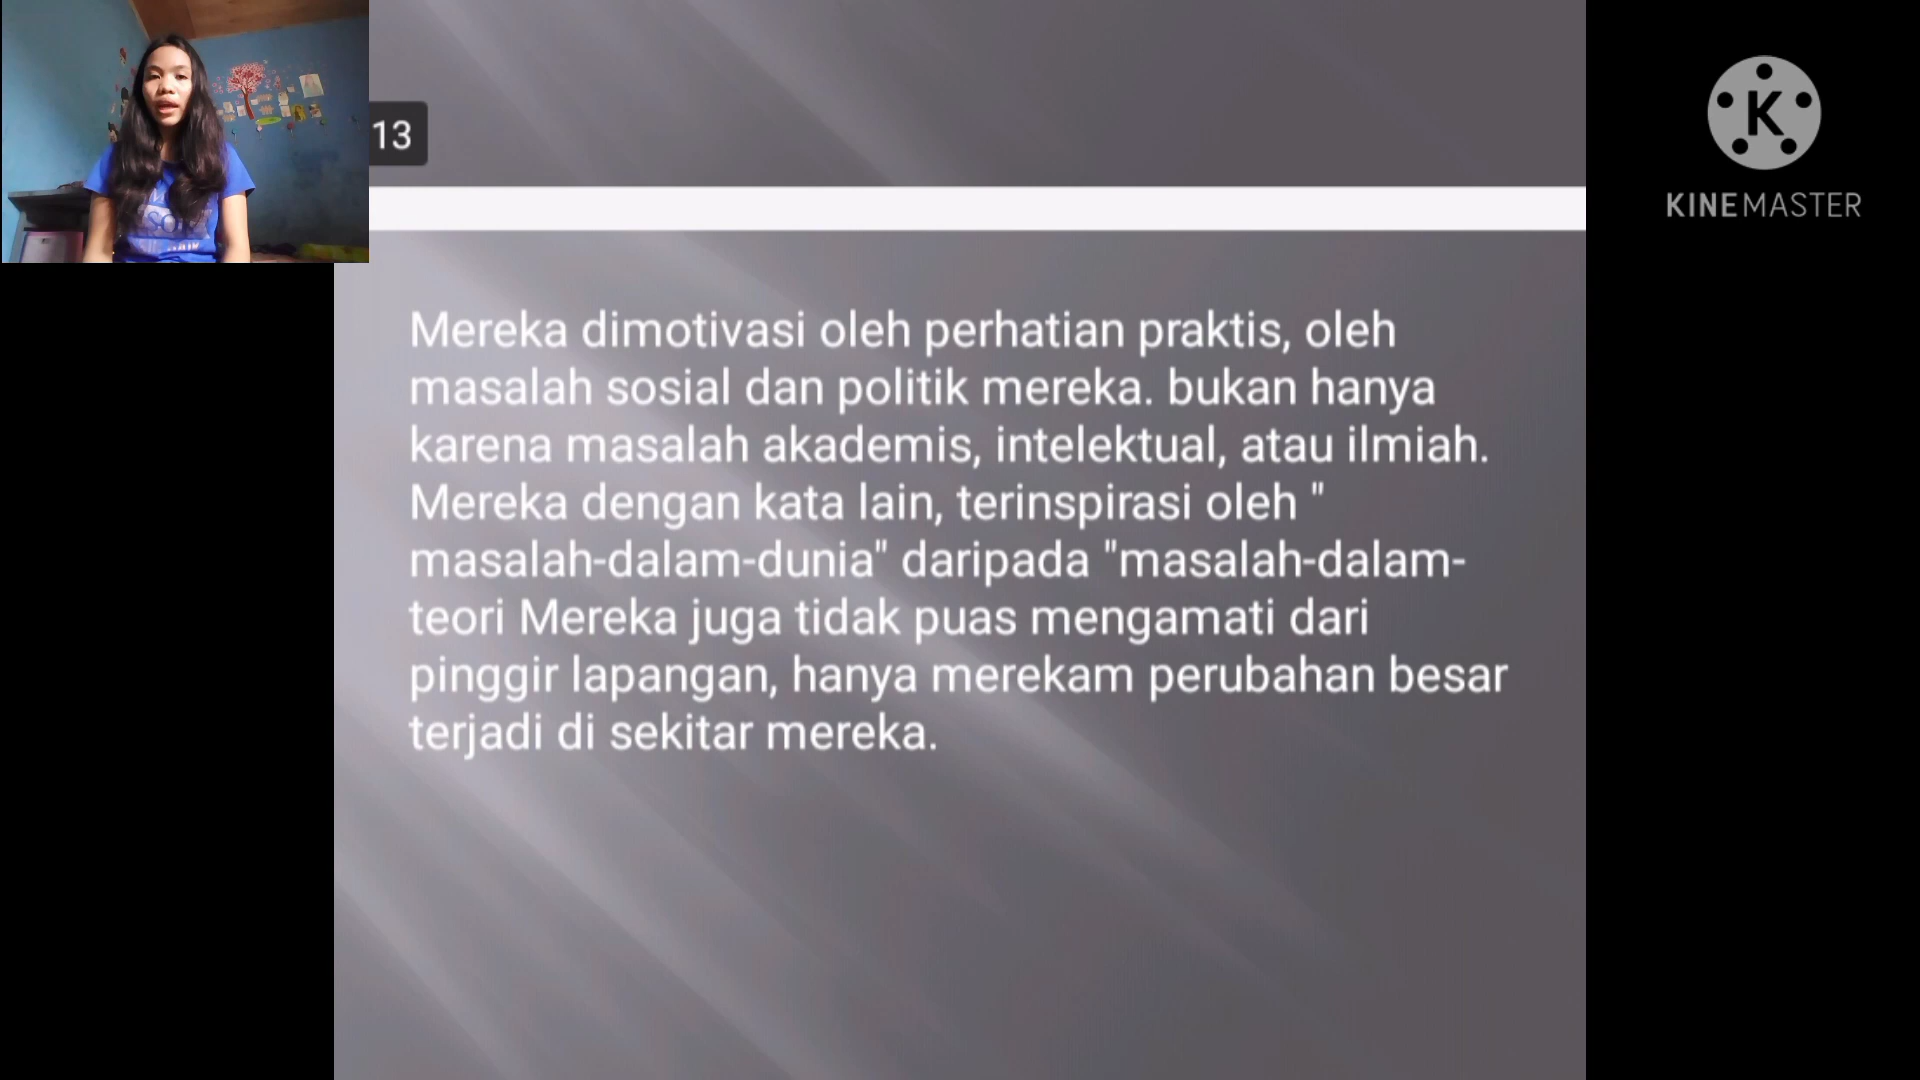 13
K
KINEMASTER
SO
Mereka dimotivasi oleh perhatian praktis, oleh
masalah sosial dan politik mereka. bukan hanya
karena masalah akademis, intelektual, atau ilmiah.
Mereka dengan kata lain, terinspirasi oleh "
masalah-dalam-dunia" daripada "masalah-dalam-
teori Mereka juga tidak puas mengamati dari
pinggir lapangan, hanya merekam perubahan besar
terjadi di sekitar mereka.